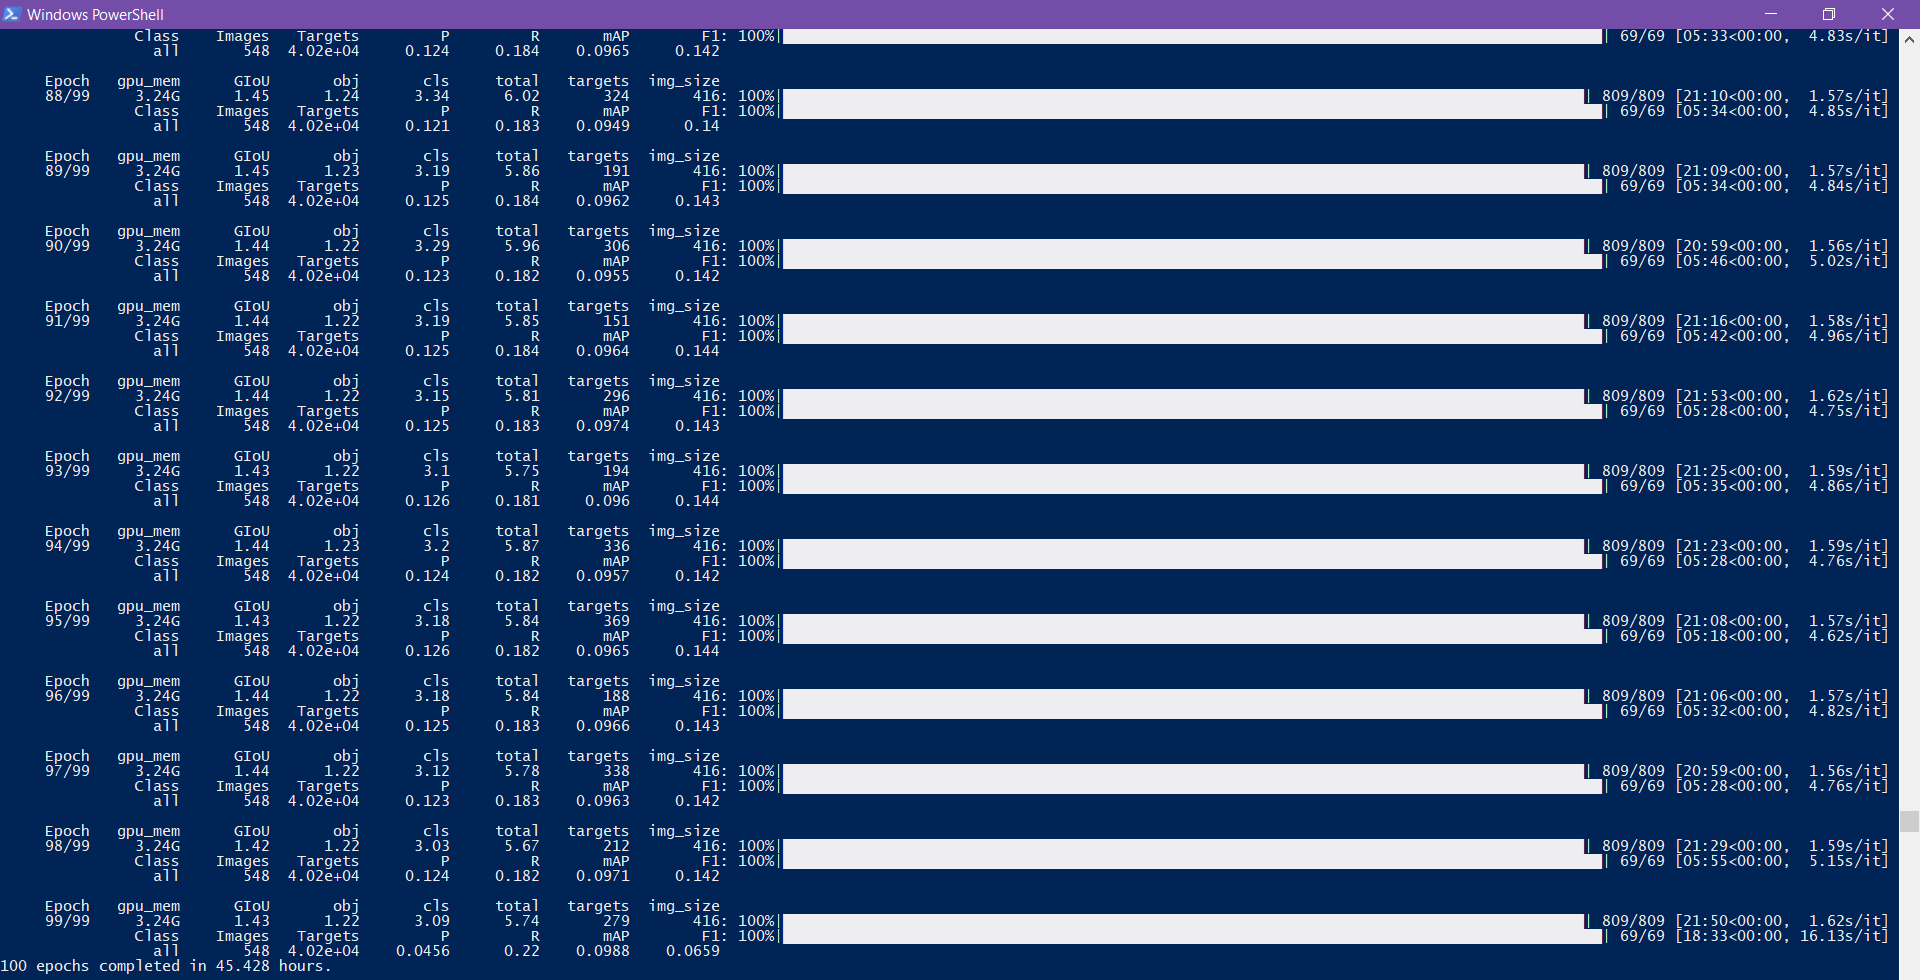 Windows PowerShell
Class Images Targets P R mAP F1: 100%| | 69/69 [05:33<00:00, 4.83s/it]
all 548 4.02e+04 0.124 0.184 0.0965 0.142
Epoch gpu_mem GIoU obj cls total targets img_size
88/99 3.24G 1.45 1.24 3.34 6.02 324 416: 100%| | 809/809 [21:10<00:00, 1.57s/it]
Class Images Targets P R mAP F1: 100%| | 69/69 [05:34<00:00, 4.85s/it]
all 548 4.02e+04 0.121 0.183 0.0949 0.14
Epoch gpu_mem GIoU obj cls total targets img_size
89/99 3.24G 1.45 1.23 3.19 5.86 191 416: 100%| | 809/809 [21:09<00:00, 1.57s/it]
Class Images Targets P R mAP F1: 100%| | 69/69 [05:34<00:00, 4.84s/it]
all 548 4.02e+04 0.125 0.184 0.0962 0.143
Epoch gpu_mem GIoU obj cls total targets img_size
90/99 3.24G 1.44 1.22 3.29 5.96 306 416: 100%| | 809/809 [20:59<00:00, 1.56s/it]
Class Images Targets P R mAP F1: 100%| | 69/69 [05:46<00:00, 5.02s/it]
all 548 4.02e+04 0.123 0.182 0.0955 0.142
Epoch gpu_mem GIoU obj cls total targets img_size
91/99 3.24G 1.44 1.22 3.19 5.85 151 416: 100%| | 809/809 [21:16<00:00, 1.58s/it]
Class Images Targets P R mAP F1: 100%| | 69/69 [05:42<00:00, 4.96s/it]
all 548 4.02e+04 0.125 0.184 0.0964 0.144
Epoch gpu_mem GIoU obj cls total targets img_size
92/99 3.24G 1.44 1.22 3.15 5.81 296 416: 100%| | 809/809 [21:53<00:00, 1.62s/it]
Class Images Targets P R mAP F1: 100%| | 69/69 [05:28<00:00, 4.75s/it]
all 548 4.02e+04 0.125 0.183 0.0974 0.143
Epoch gpu_mem GIoU obj cls total targets img_size
93/99 3.24G 1.43 1.22 3.1 5.75 194 416: 100%| | 809/809 [21:25<00:00, 1.59s/it]
Class Images Targets P R mAP F1: 100%| | 69/69 [05:35<00:00, 4.86s/it]
all 548 4.02e+04 0.126 0.181 0.096 0.144
Epoch gpu_mem GIoU obj cls total targets img_size
94/99 3.24G 1.44 1.23 3.2 5.87 336 416: 100%| | 809/809 [21:23<00:00, 1.59s/it]
Class Images Targets P R mAP F1: 100%| | 69/69 [05:28<00:00, 4.76s/it]
all 548 4.02e+04 0.124 0.182 0.0957 0.142
Epoch gpu_mem GIoU obj cls total targets img_size
95/99 3.24G 1.43 1.22 3.18 5.84 369 416: 100%| | 809/809 [21:08<00:00, 1.57s/it]
Class Images Targets P R mAP F1: 100%| | 69/69 [05:18<00:00, 4.62s/it]
all 548 4.02e+04 0.126 0.182 0.0965 0.144
Epoch gpu_mem GIoU obj cls total targets img_size
96/99 3.24G 1.44 1.22 3.18 5.84 188 416: 100%| | 809/809 [21:06<00:00, 1.57s/it]
Class Images Targets P R mAP F1: 100%| | 69/69 [05:32<00:00, 4.82s/it]
all 548 4.02e+04 0.125 0.183 0.0966 0.143
Epoch gpu_mem GIoU obj cls total targets img_size
97/99 3.24G 1.44 1.22 3.12 5.78 338 416: 100%| | 809/809 [20:59<00:00, 1.56s/it]
Class Images Targets P R mAP F1: 100%| | 69/69 [05:28<00:00, 4.76s/it]
all 548 4.02e+04 0.123 0.183 0.0963 0.142
Epoch gpu_mem GIoU obj cls total targets img_size
98/99 3.24G 1.42 1.22 3.03 5.67 212 416: 100%| | 809/809 [21:29<00:00, 1.59s/it]
Class Images Targets P R mAP F1: 100%| | 69/69 [05:55<00:00, 5.15s/it]
all 548 4.02e+04 0.124 0.182 0.0971 0.142
Epoch gpu_mem GIoU obj cls total targets img_size
99/99 3.24G 1.43 1.22 3.09 5.74 279 416: 100%| | 809/809 [21:50<00:00, 1.62s/it]
Class Images Targets P R mAP F1: 100%| | 69/69 [18:33<00:00, 16.13s/it]
all 548 4.02e+04 0.0456 0.22 0.0988 0.0659
100 epochs completed in 45.428 hours.